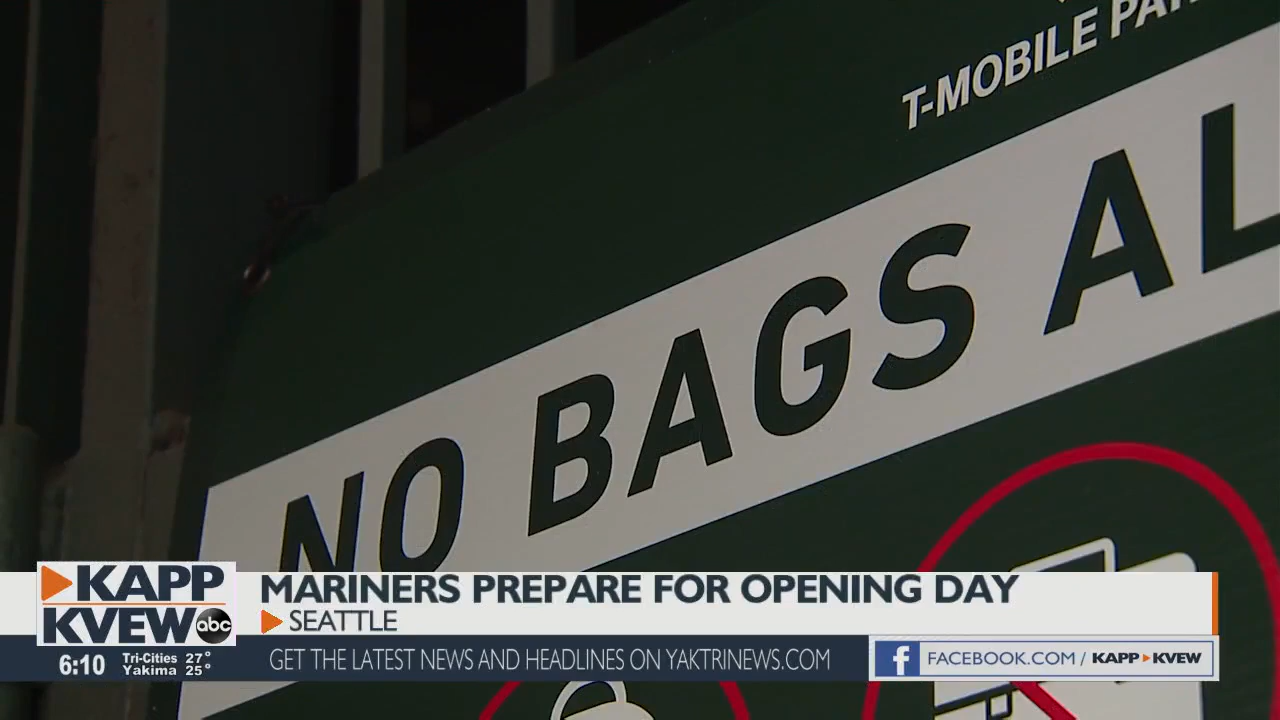 T-MOBILE PA
NO BAGS AL
KAPP
KVEW abc
MARINERS PREPARE FOR OPENING DAY
SEATTLE
6:10
Tri-Cities 27°
Yakima 25°
GET THE LATEST NEWS AND HEADLINES ON YAKTRINEWS.COM
f FACEBOOK.COM / KAPP KVEW